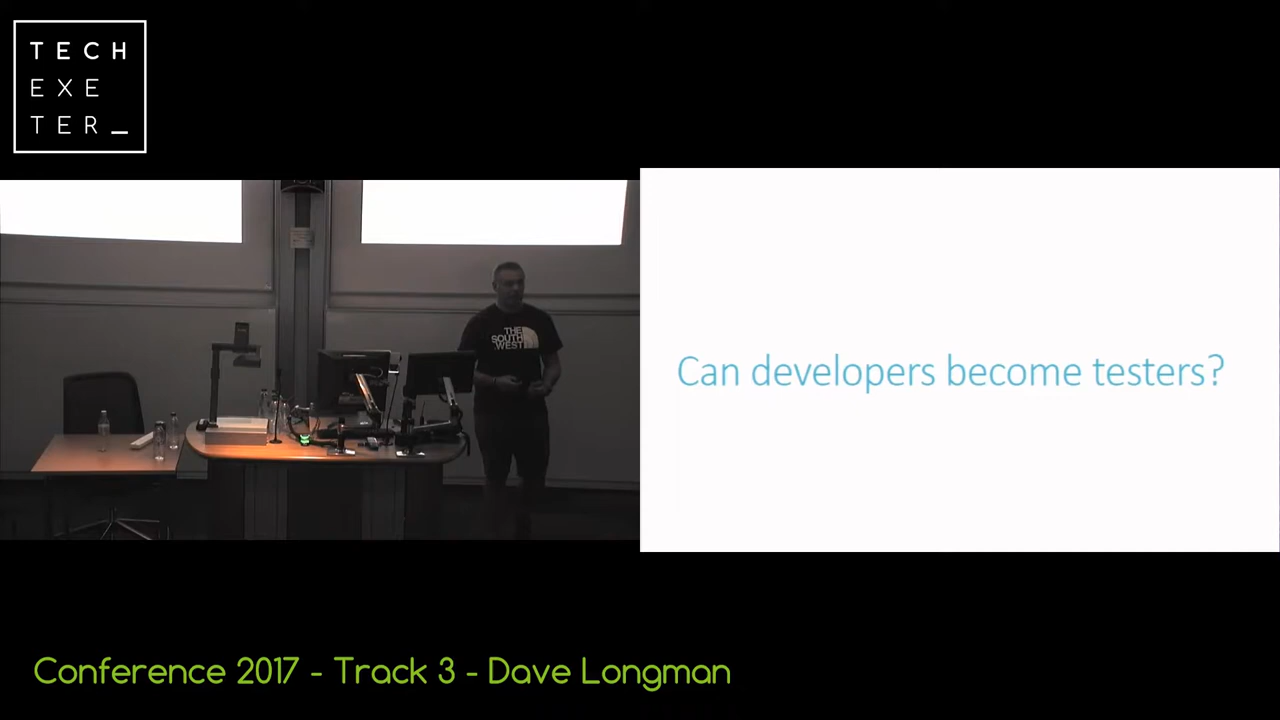 TECH
EXE
TER_
THE
SOUTH
WEST
Can developers become testers?
Conference 2017 - Track 3 - Dave Longman